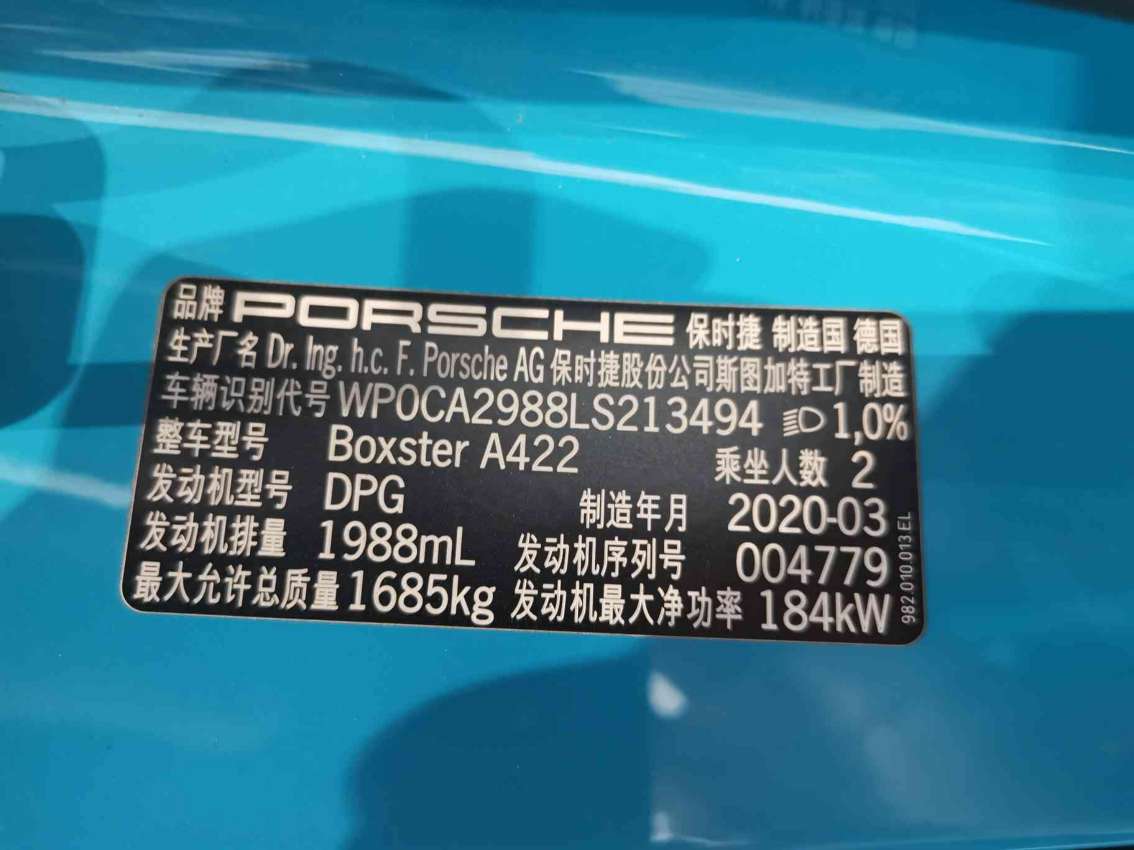 品牌 PORSCHE 保时捷 制造国 德国
生产厂名 Dr. Ing. h.c. F. Porsche AG 保时捷股份公司斯图加特工厂制造
车辆识别代号 WP0CA2988LS213494 1,0%
整车型号 Boxster A422 乘坐人数 2
发动机型号 DPG 制造年月 2020-03
发动机排量 1988mL 发动机序列号 004779
最大允许总质量 1685kg 发动机最大净功率 184kW
982.010.013 EL